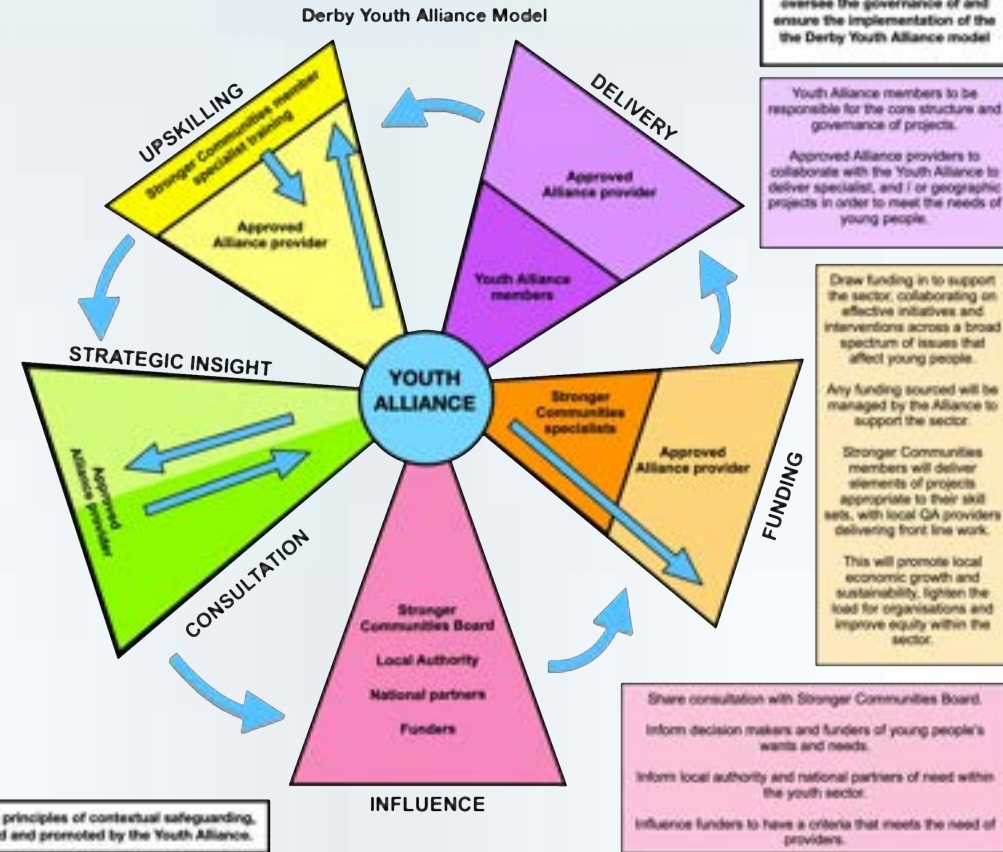 Derby Youth Alliance Model
oversee the governance of and
ensure the implementation of the
the Derby Youth Alliance model
UPSKILLING
Stronger Communities member
specialist training
Approved
Alliance provider
DELIVERY
Approved
Alliance provider
Youth Alliance
members
Youth Alliance members to be
responsible for the core structure and
governance of projects.
Approved Alliance providers to
collaborate with the Youth Alliance to
deliver specialist, and / or geographic
projects in order to meet the needs of
young people.
STRATEGIC INSIGHT
Approved
Alliance provider
CONSULTATION
YOUTH
ALLIANCE
Stronger
Communities
specialists
Approved
Alliance provider
FUNDING
Draw funding in to support
the sector, collaborating on
effective initiatives and
interventions across a broad
spectrum of issues that
affect young people.
Any funding sourced will be
managed by the Alliance to
support the sector.
Stronger Communities
members will deliver
elements of projects
appropriate to their skill
sets, with local QA providers
delivering front line work.
This will promote local
economic growth and
sustainability, lighten the
load for organisations and
improve equity within the
sector.
Stronger
Communities Board
Local Authority
National partners
Funders
INFLUENCE
Share consultation with Stronger Communities Board.
Inform decision makers and funders of young people's
wants and needs.
Inform local authority and national partners of need within
the youth sector.
Influence funders to have a criteria that meets the need of
providers.
principles of contextual safeguarding,
d and promoted by the Youth Alliance.